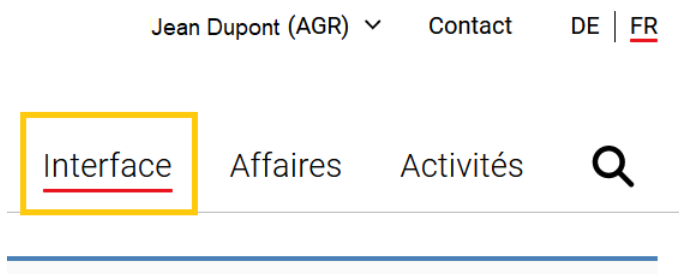 Jean Dupont (AGR) Contact DE | FR
Interface Affaires Activités